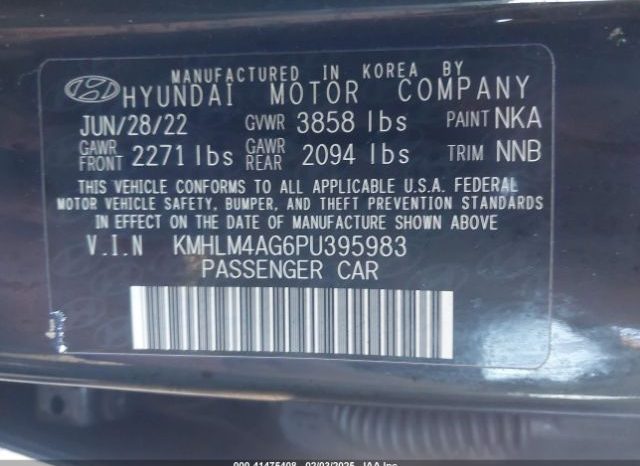 MANUFACTURED IN KOREA BY
HYUNDAI MOTOR COMPANY
JUN/28/22 GVWR 3858 lbs PAINT NKA
GAWR FRONT 2271 lbs GAWR REAR 2094 lbs TRIM NNB
THIS VEHICLE CONFORMS TO ALL APPLICABLE U.S.A. FEDERAL
MOTOR VEHICLE SAFETY, BUMPER, AND THEFT PREVENTION STANDARDS
IN EFFECT ON THE DATE OF MANUFACTURE SHOWN ABOVE
V.I.N KMHLM4AG6PU395983
PASSENGER CAR